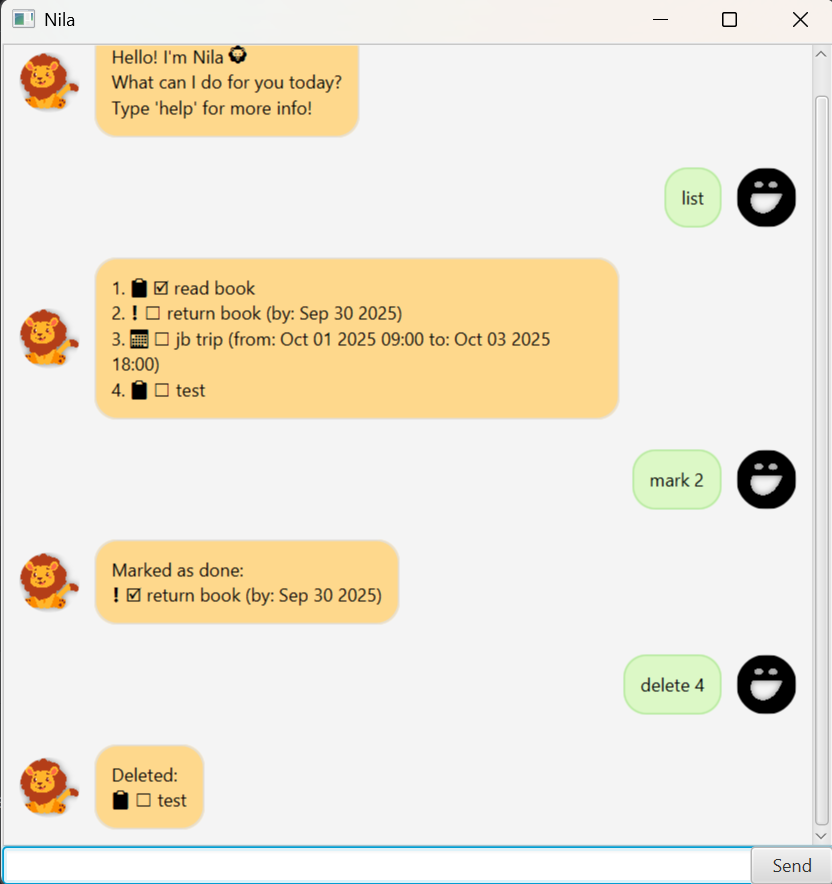 Nila
Hello! I'm Nila 🦁
What can I do for you today?
Type 'help' for more info!
list
1. 📋 ☑ read book
2. ❗ ☐ return book (by: Sep 30 2025)
3. 📅 ☐ jb trip (from: Oct 01 2025 09:00 to: Oct 03 2025
18:00)
4. 📋 ☐ test
mark 2
Marked as done:
❗ ☑ return book (by: Sep 30 2025)
delete 4
Deleted:
📋 ☐ test
Send